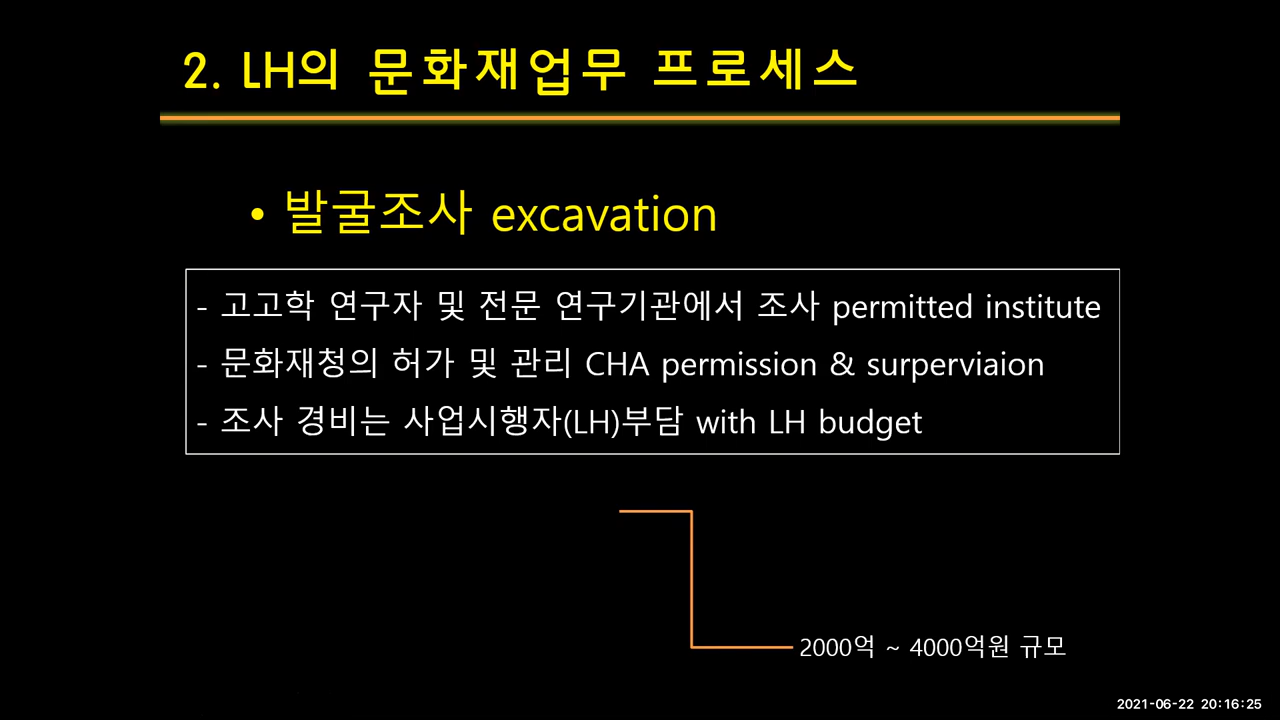 2. LH의 문화재업무 프로세스
• 발굴조사 excavation
- 고고학 연구자 및 전문 연구기관에서 조사 permitted institute
- 문화재청의 허가 및 관리 CHA permission & surperviaion
- 조사 경비는 사업시행자(LH)부담 with LH budget
2000억 ~ 4000억원 규모
2021-06-22 20:16:25